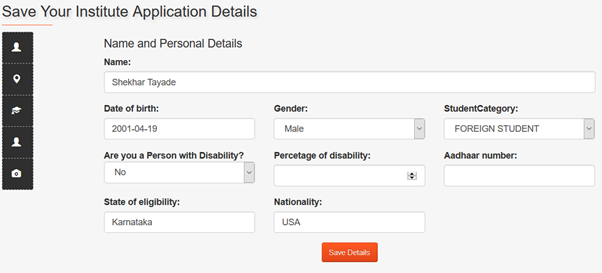 Save Your Institute Application Details
Name and Personal Details
Name:
Shekhar Tayade
Date of birth: Gender: StudentCategory:
2001-04-19 Male FOREIGN STUDENT
Are you a Person with Disability? Percetage of disability: Aadhaar number:
No
State of eligibility: Nationality:
Karnataka USA
Save Details